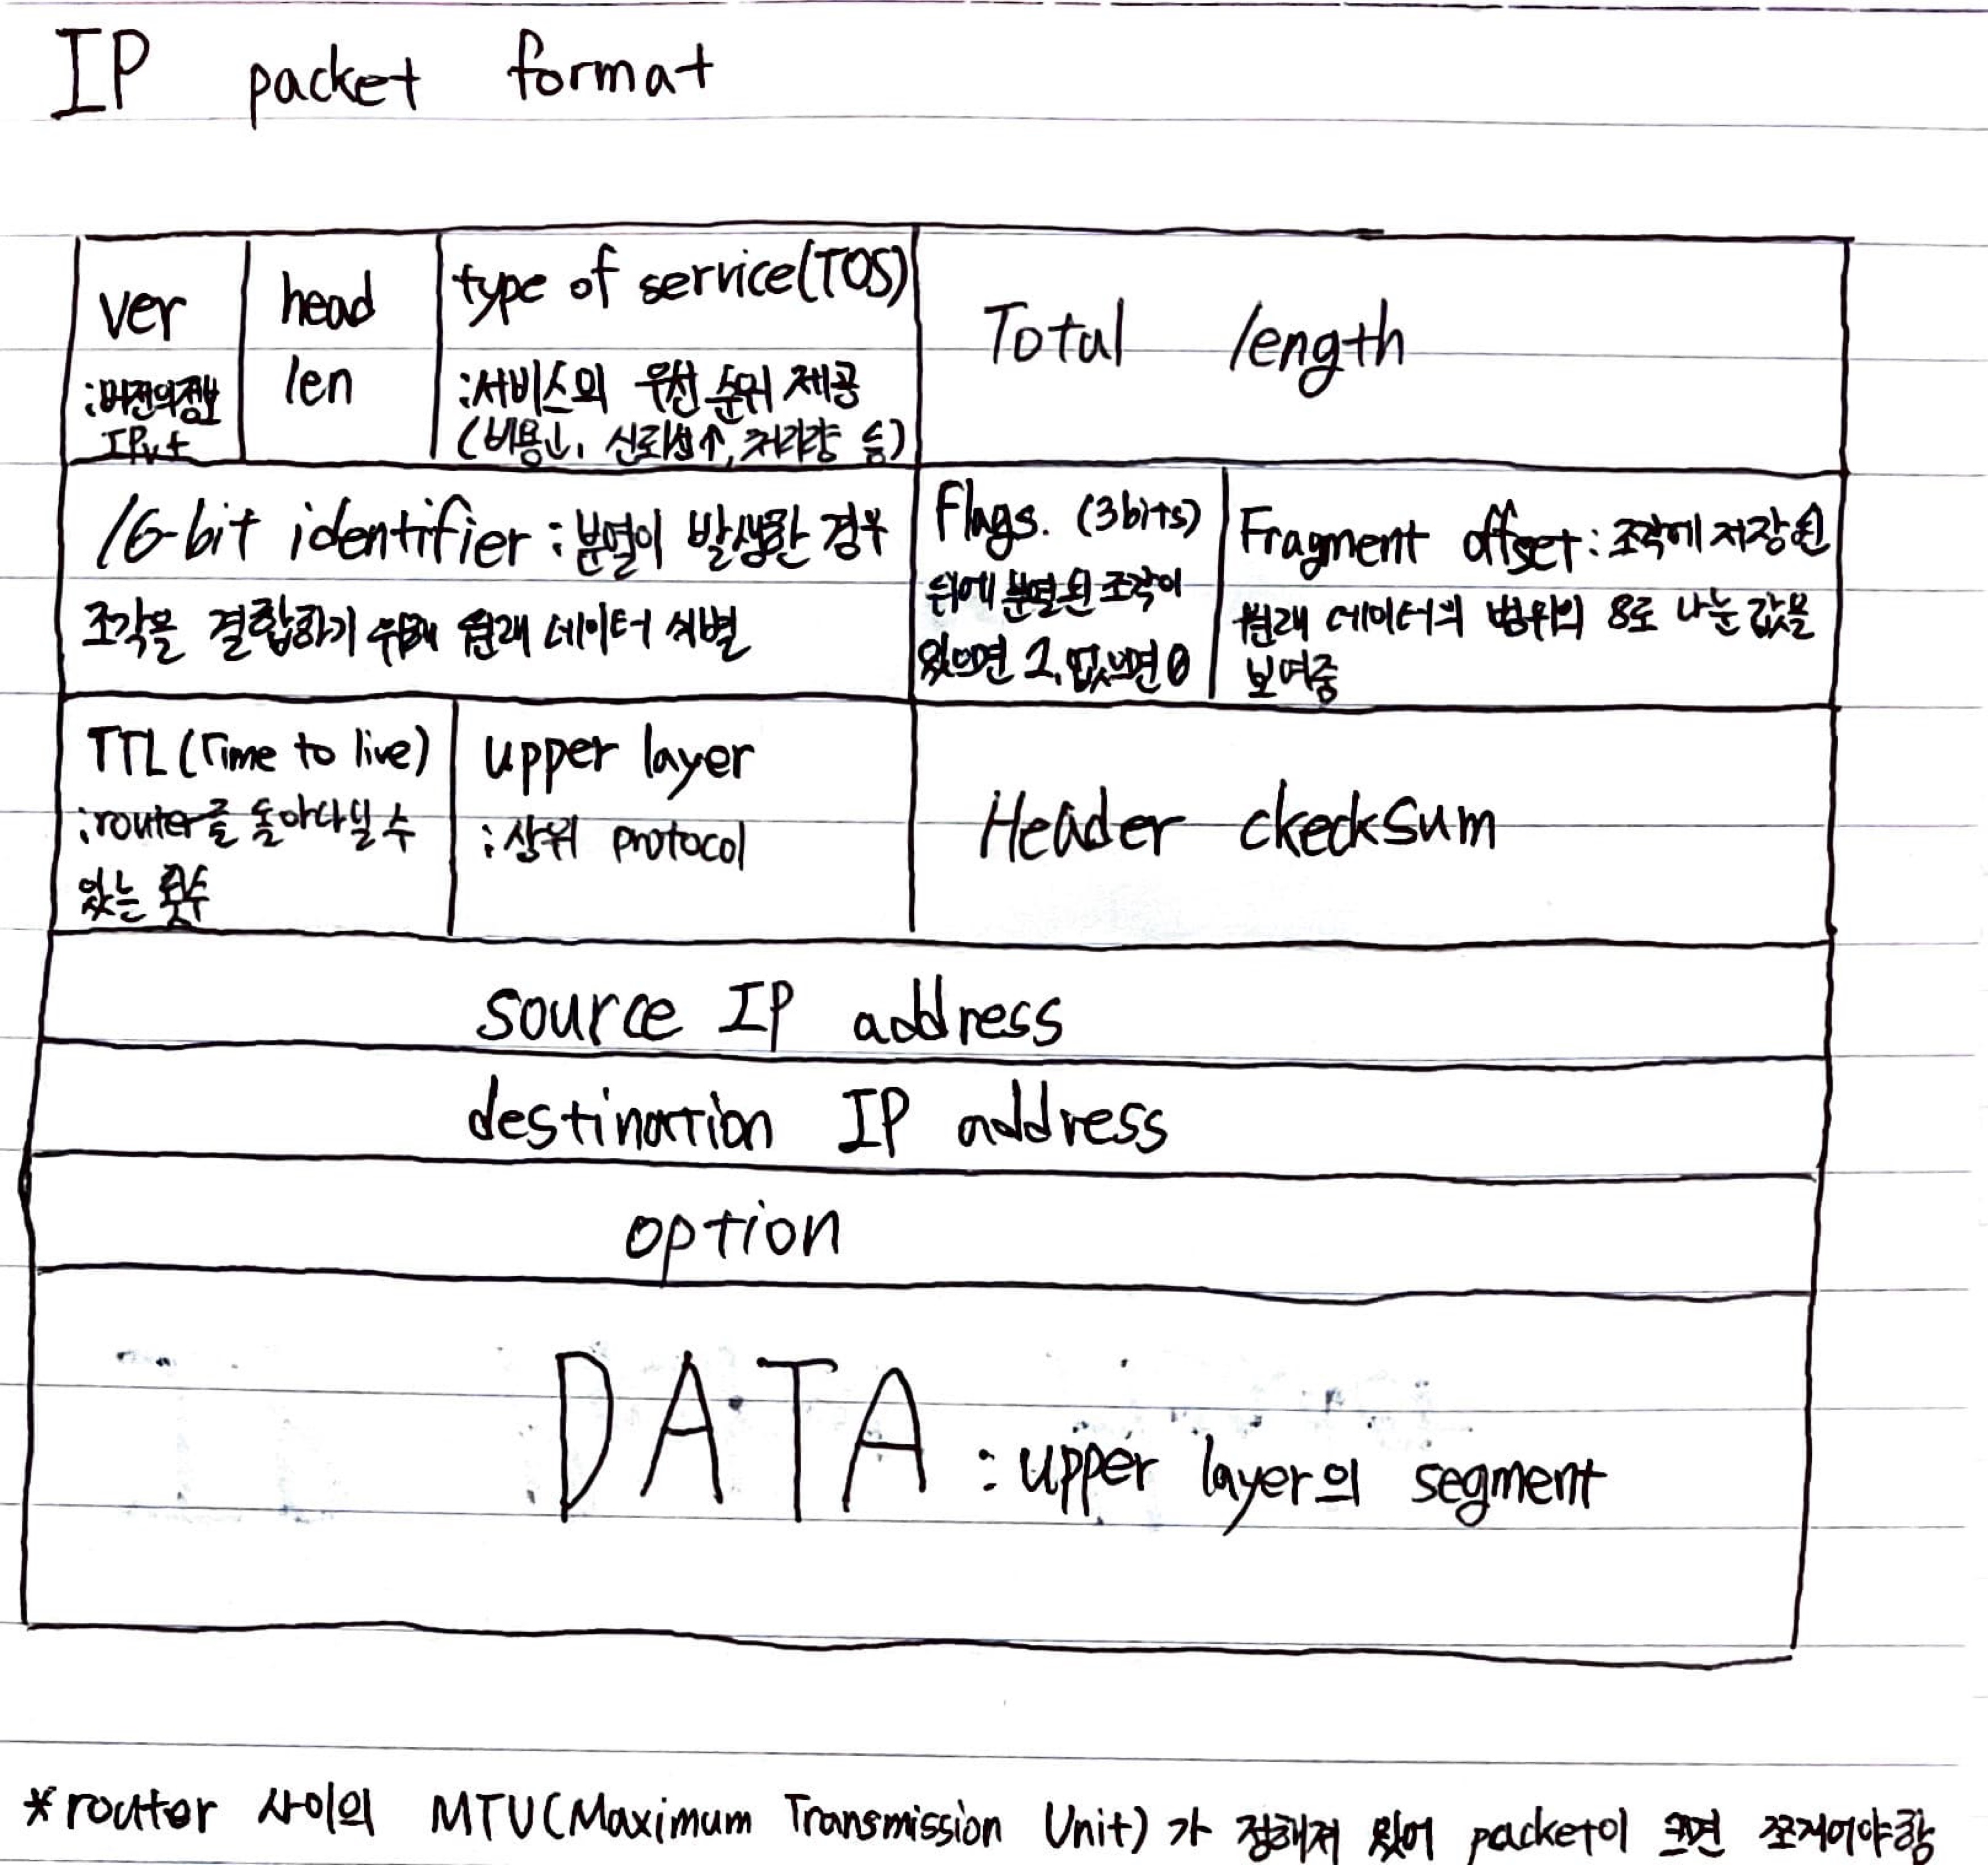 IP packet format
ver
:버전의정보
IPv4
head
len
type of service(TOS)
:서비스의 우선 순위 제공
(비용↓, 신뢰성↑, 처리량 등)
Total length
16-bit identifier : 분열이 발생한 경우
조각을 결합하기 위해 원래 데이터 식별
Flags. (3bits)
뒤에 분열된 조각이
있으면 1, 없으면 0
Fragment offset : 조각에 저장된
원래 데이터의 범위의 8로 나눈 값을
보여줌
TTL (Time to live)
:router를 돌아다닐 수
있는 횟수
upper layer
: 상위 protocol
Header ckecksum
source IP address
destination IP address
option
DATA : upper layer의 segment
*router 사이의 MTU(Maximum Transmission Unit) 가 정해져 있어 packet이 크면 쪼개어야함